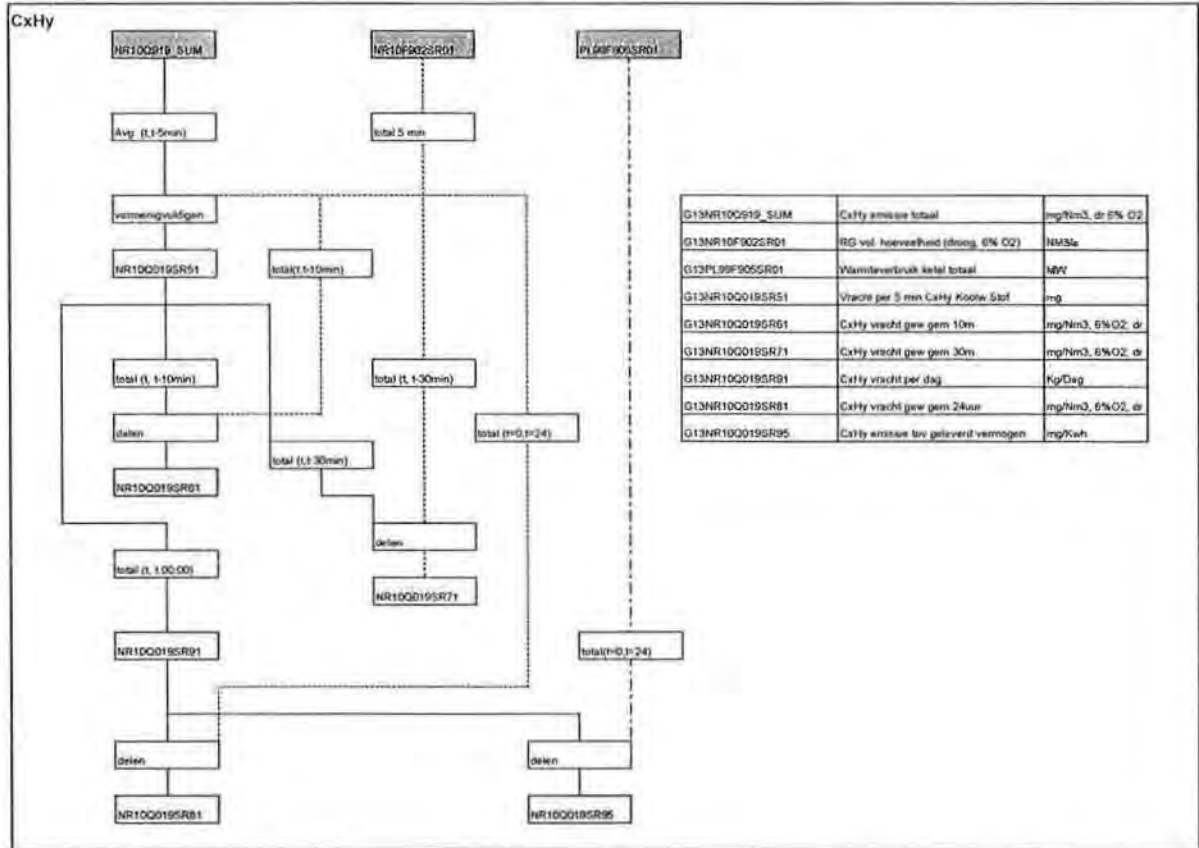 CxHy
NR10Q919_SUM
NR10F902SR01
PL99F905SR01
Avg. (t,t-5min)
total 5 min
vermenigvuldigen
NR10Q019SR51
total(t,t-10min)
total (t, t-10min)
total (t, t-30min)
delen
total (t=0,t=24)
total (t,t-30min)
NR10Q019SR61
delen
total (t, t:00:00)
NR10Q019SR71
NR10Q019SR91
total(t=0,t=24)
delen
delen
NR10Q019SR81
NR10Q019SR95
G13NR10Q919_SUM CxHy emissie totaal mg/Nm3, dr 6% O2
G13NR10F902SR01 RG vol. hoeveelheid (droog, 6% O2) NM3/s
G13PL99F905SR01 Warmteverbruik ketel totaal MW
G13NR10Q019SR51 Vracht per 5 min CxHy Koolw Stof mg
G13NR10Q019SR61 CxHy vracht gew gem 10m mg/Nm3, 6%O2, dr
G13NR10Q019SR71 CxHy vracht gew gem 30m mg/Nm3, 6%O2, dr
G13NR10Q019SR91 CxHy vracht per dag Kg/Dag
G13NR10Q019SR81 CxHy vracht gew gem 24uur mg/Nm3, 6%O2, dr
G13NR10Q019SR95 CxHy emissie tov geleverd vermogen mg/Kwh